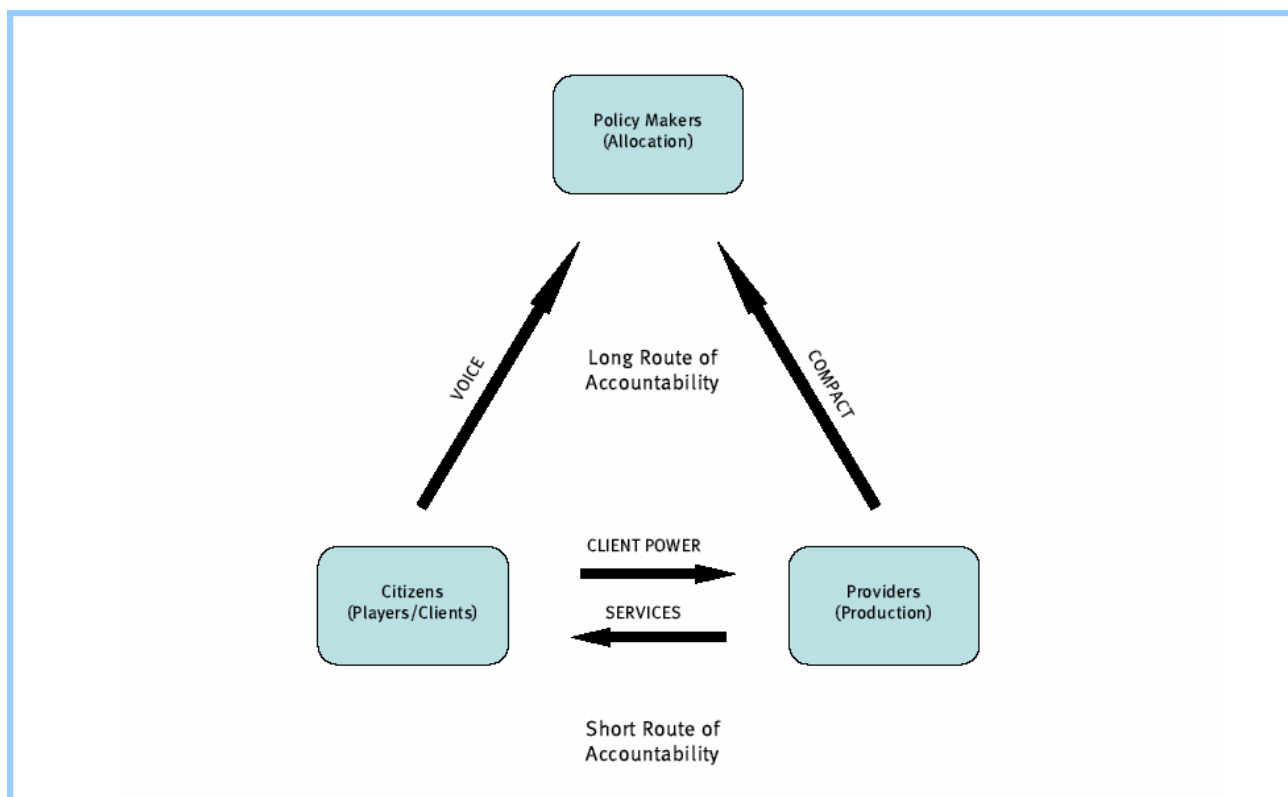 Policy Makers
(Allocation)
VOICE
Long Route of
Accountability
COMPACT
Citizens
(Players/Clients)
CLIENT POWER
SERVICES
Providers
(Production)
Short Route of
Accountability